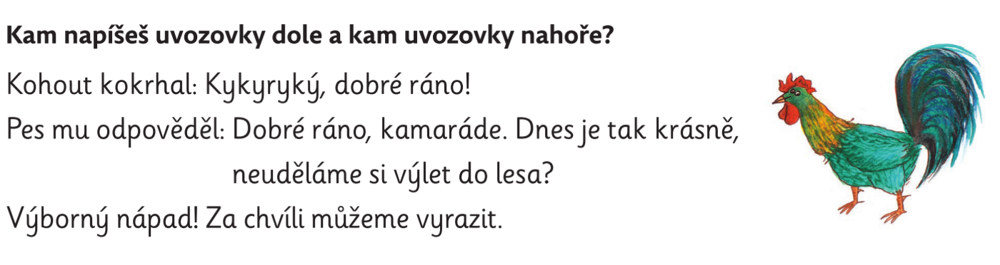 Kam napíšeš uvozovky dole a kam uvozovky nahoře?
Kohout kokrhal: Kykyryký, dobré ráno!
Pes mu odpověděl: Dobré ráno, kamaráde. Dnes je tak krásně,
neuděláme si výlet do lesa?
Výborný nápad! Za chvíli můžeme vyrazit.